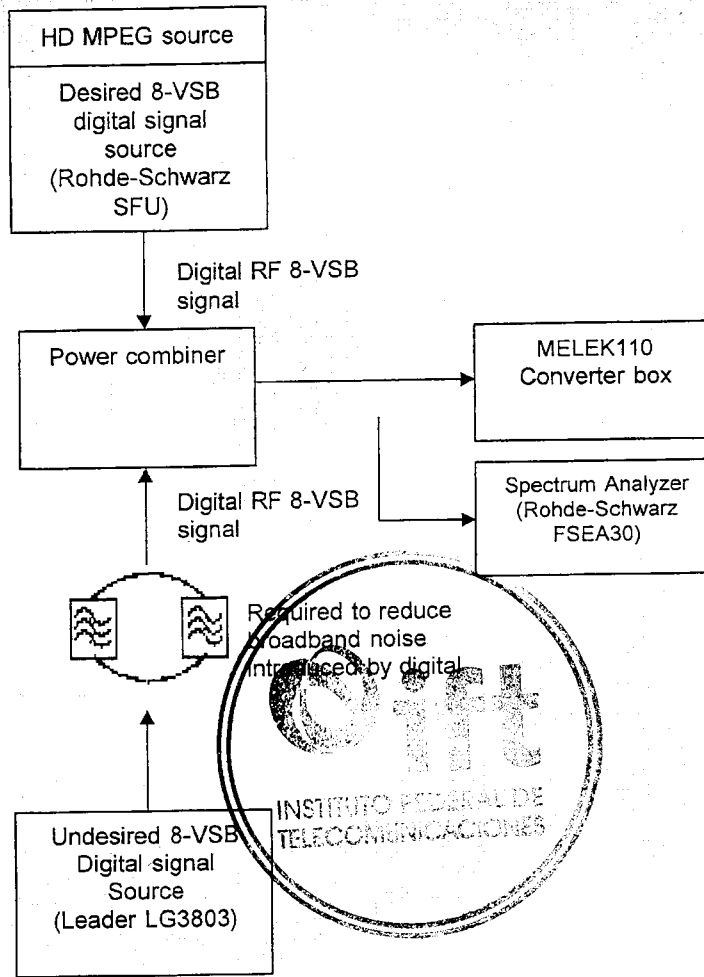 HD MPEG source
Desired 8-VSB
digital signal
source
(Rohde-Schwarz
SFU)
Digital RF 8-VSB
signal
Power combiner
MELEK110
Converter box
Digital RF 8-VSB
signal
Spectrum Analyzer
(Rohde-Schwarz
FSEA30)
Required to reduce
broadband noise
introduced by digital
ift
INSTITUTO FEDERAL DE
TELECOMUNICACIONES
Undesired 8-VSB
Digital signal
Source
(Leader LG3803)